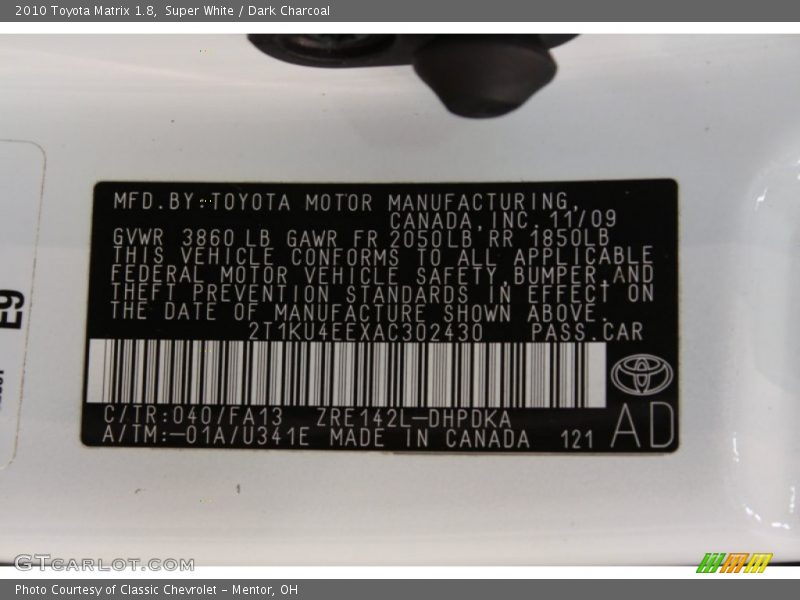 2010 Toyota Matrix 1.8,  Super White / Dark Charcoal
MFD.BY:TOYOTA MOTOR MANUFACTURING,
CANADA,INC.11/09
GVWR 3860 LB GAWR FR 2050LB RR 1850LB
THIS VEHICLE CONFORMS TO ALL APPLICABLE
FEDERAL MOTOR VEHICLE SAFETY,BUMPER,AND
THEFT PREVENTION STANDARDS IN EFFECT ON
THE DATE OF MANUFACTURE SHOWN ABOVE.
2T1KU4EEXAC302430 PASS.CAR
C/TR:040/FA13 ZRE142L-DHPDKA
A/TM:-01A/U341E MADE IN CANADA 121
AD
E9
GTCARLOT.COM
Photo Courtesy of Classic Chevrolet - Mentor, OH